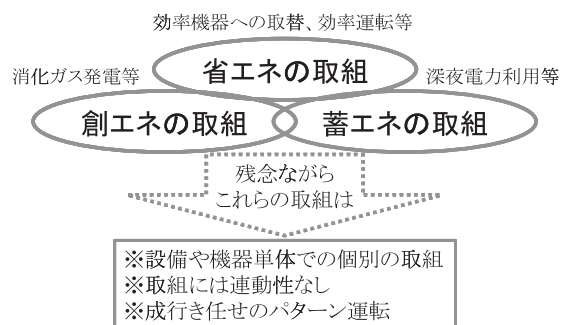 効率機器への取替、効率運転等
省エネの取組
消化ガス発電等
深夜電力利用等
創エネの取組
蓄エネの取組
残念ながら
これらの取組は
※設備や機器単体での個別の取組
※取組には連動性なし
※成行き任せのパターン運転